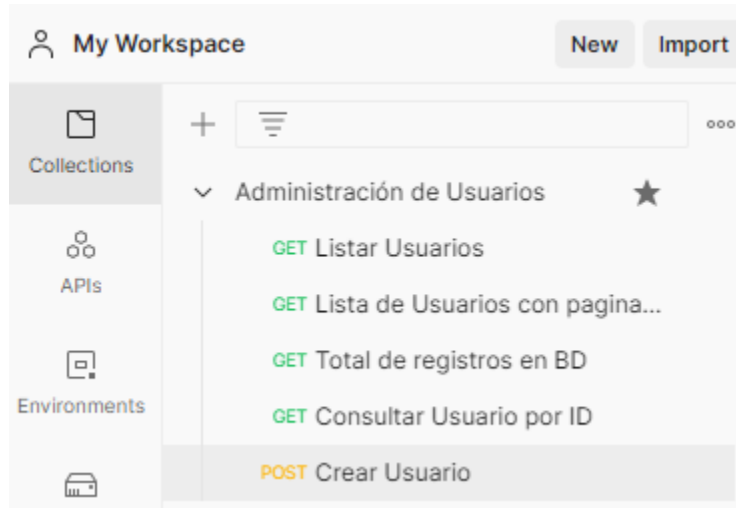 My Workspace
New
Import
Collections
Administración de Usuarios
GET Listar Usuarios
APIs
GET Lista de Usuarios con pagina...
GET Total de registros en BD
Environments
GET Consultar Usuario por ID
POST Crear Usuario